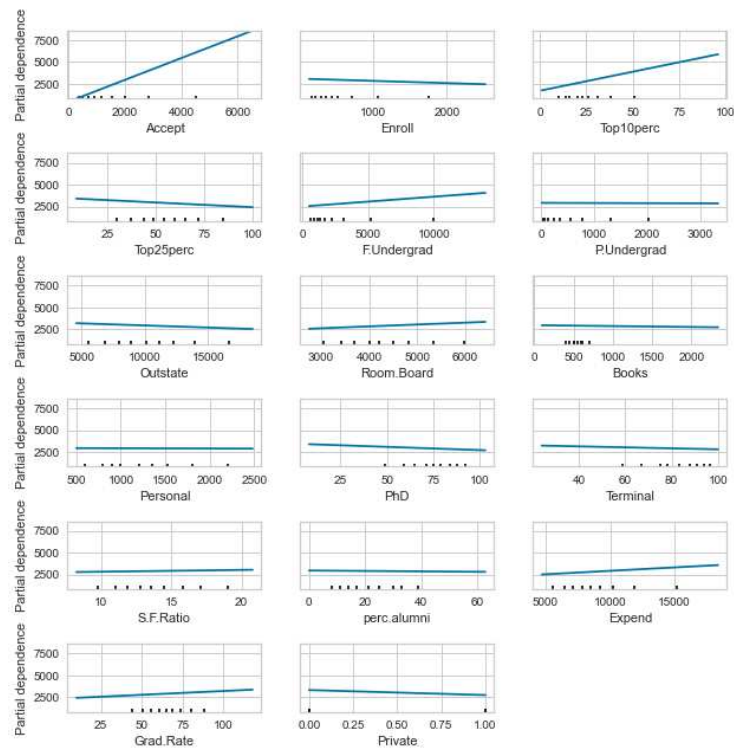 Partial dependence
7500
5000
2500
0 2000 4000 6000
Accept
1000 2000
Enroll
0 25 50 75 100
Top10perc
Partial dependence
7500
5000
2500
25 50 75 100
Top25perc
0 5000 10000
F.Undergrad
0 1000 2000 3000
P.Undergrad
Partial dependence
7500
5000
2500
5000 10000 15000
Outstate
3000 4000 5000 6000
Room.Board
0 500 1000 1500 2000
Books
Partial dependence
7500
5000
2500
500 1000 1500 2000 2500
Personal
25 50 75 100
PhD
40 60 80 100
Terminal
Partial dependence
7500
5000
2500
10 15 20
S.F.Ratio
0 20 40 60
perc.alumni
5000 10000 15000
Expend
Partial dependence
7500
5000
2500
25 50 75 100
Grad.Rate
0.00 0.25 0.50 0.75 1.00
Private